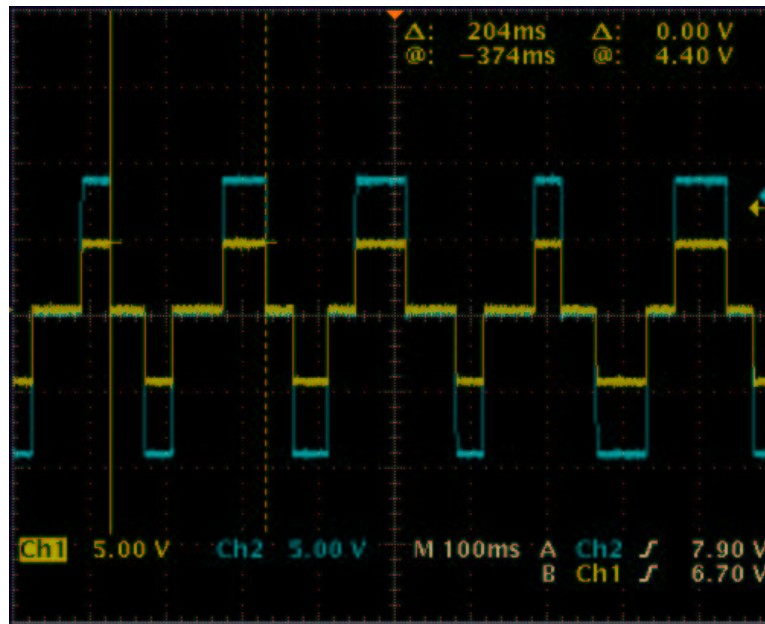 Δ: 204ms Δ: 0.00 V
@: −374ms @: 4.40 V
Ch1 5.00 V Ch2 5.00 V M 100ms A Ch2 ʃ 7.90 V
B Ch1 ʃ 6.70 V